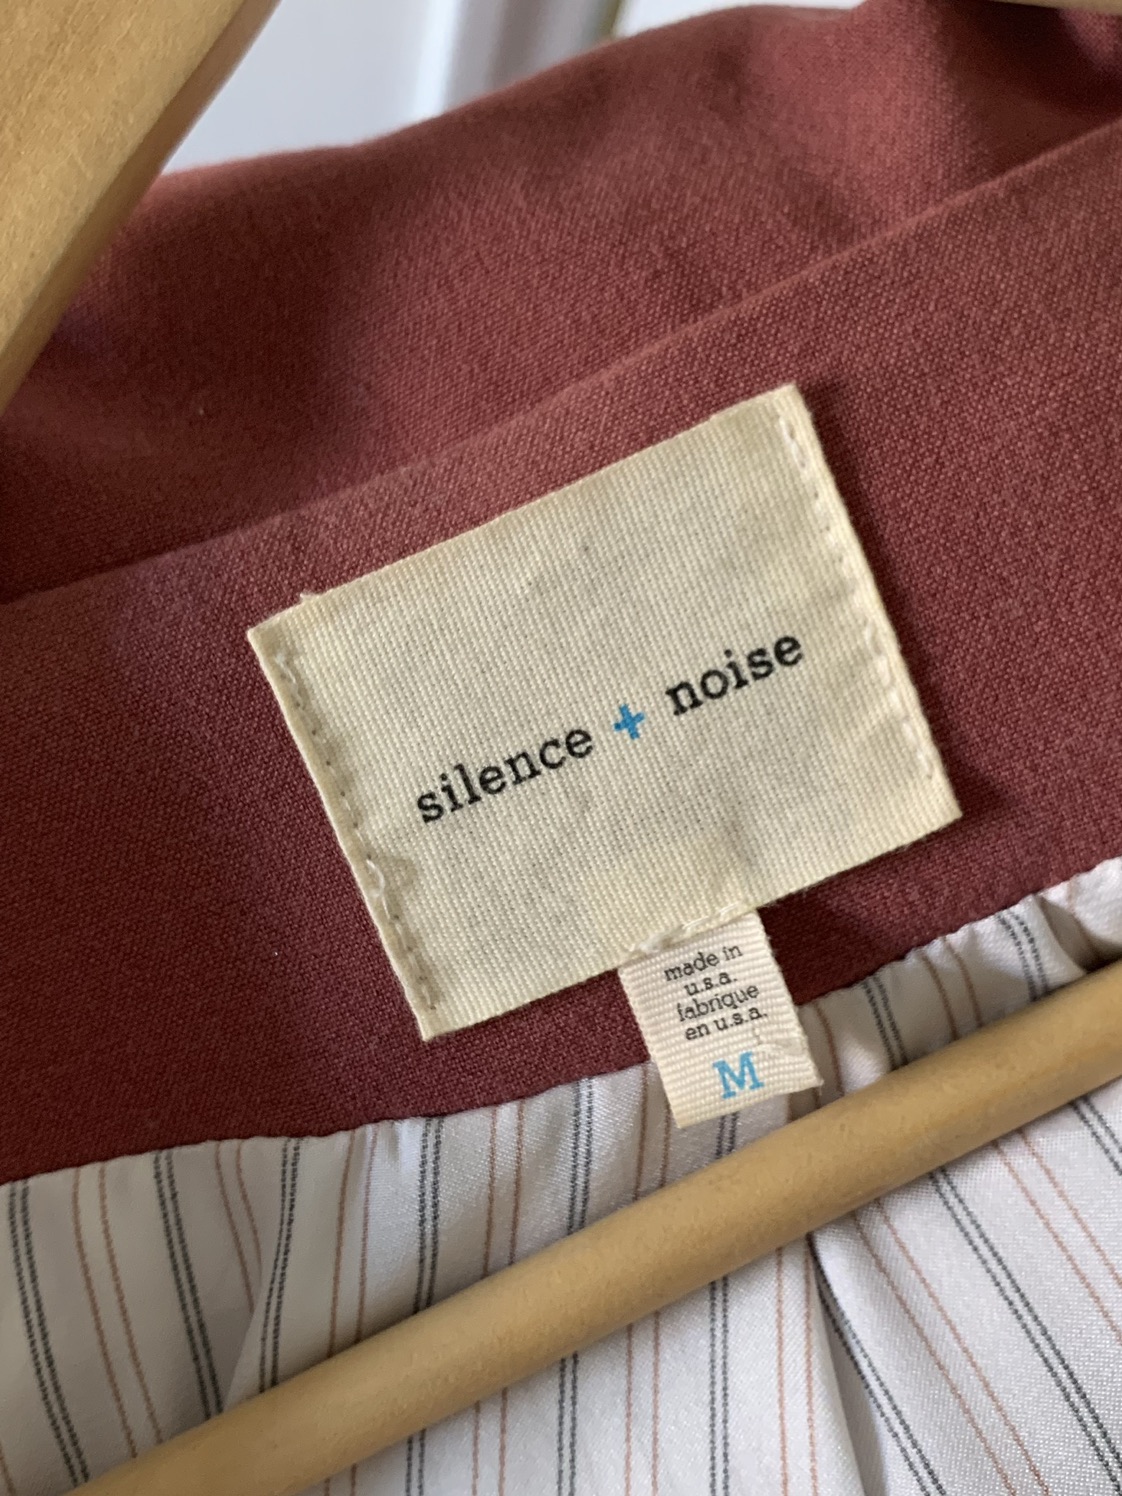 silence + noise
made in
u.s.a.
fabrique
en u.s.a.
M